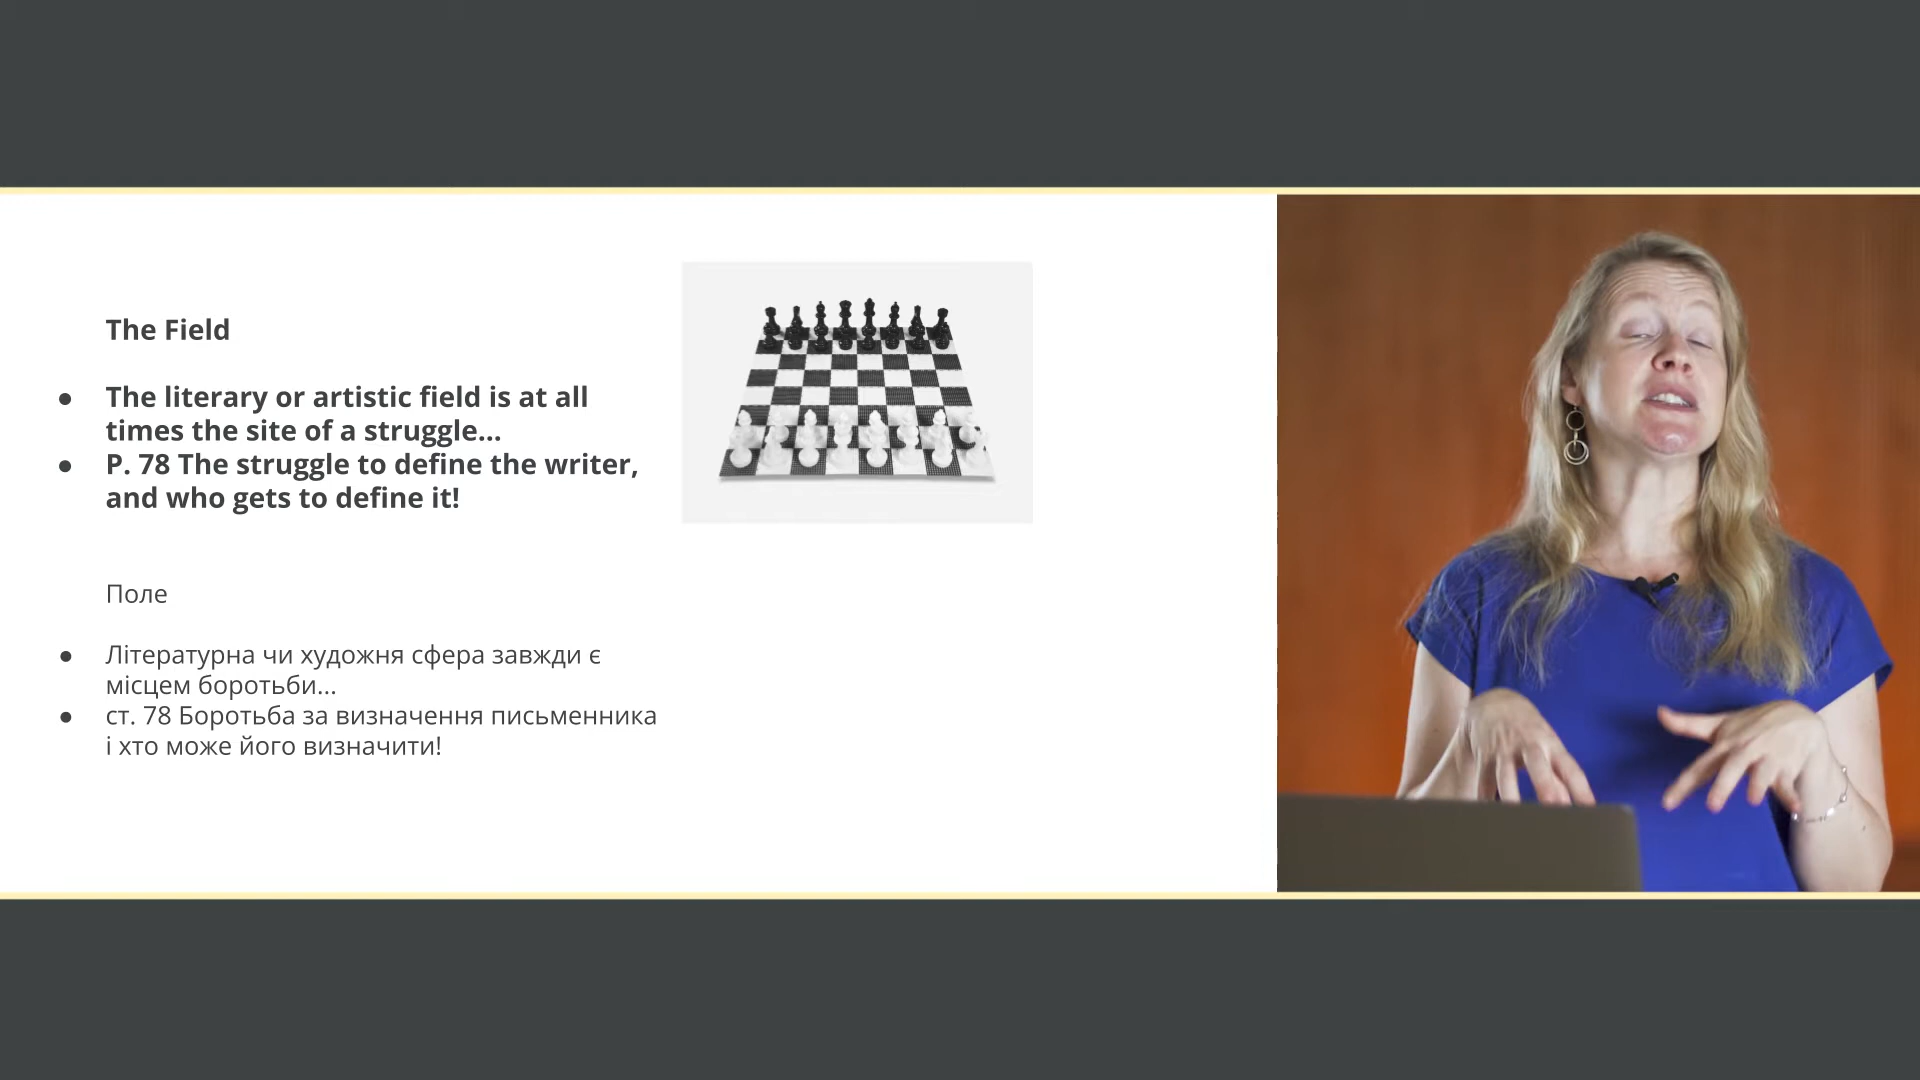 The Field
● The literary or artistic field is at all
times the site of a struggle...
● P. 78 The struggle to define the writer,
and who gets to define it!
Поле
● Літературна чи художня сфера завжди є
місцем боротьби...
● ст. 78 Боротьба за визначення письменника
і хто може його визначити!